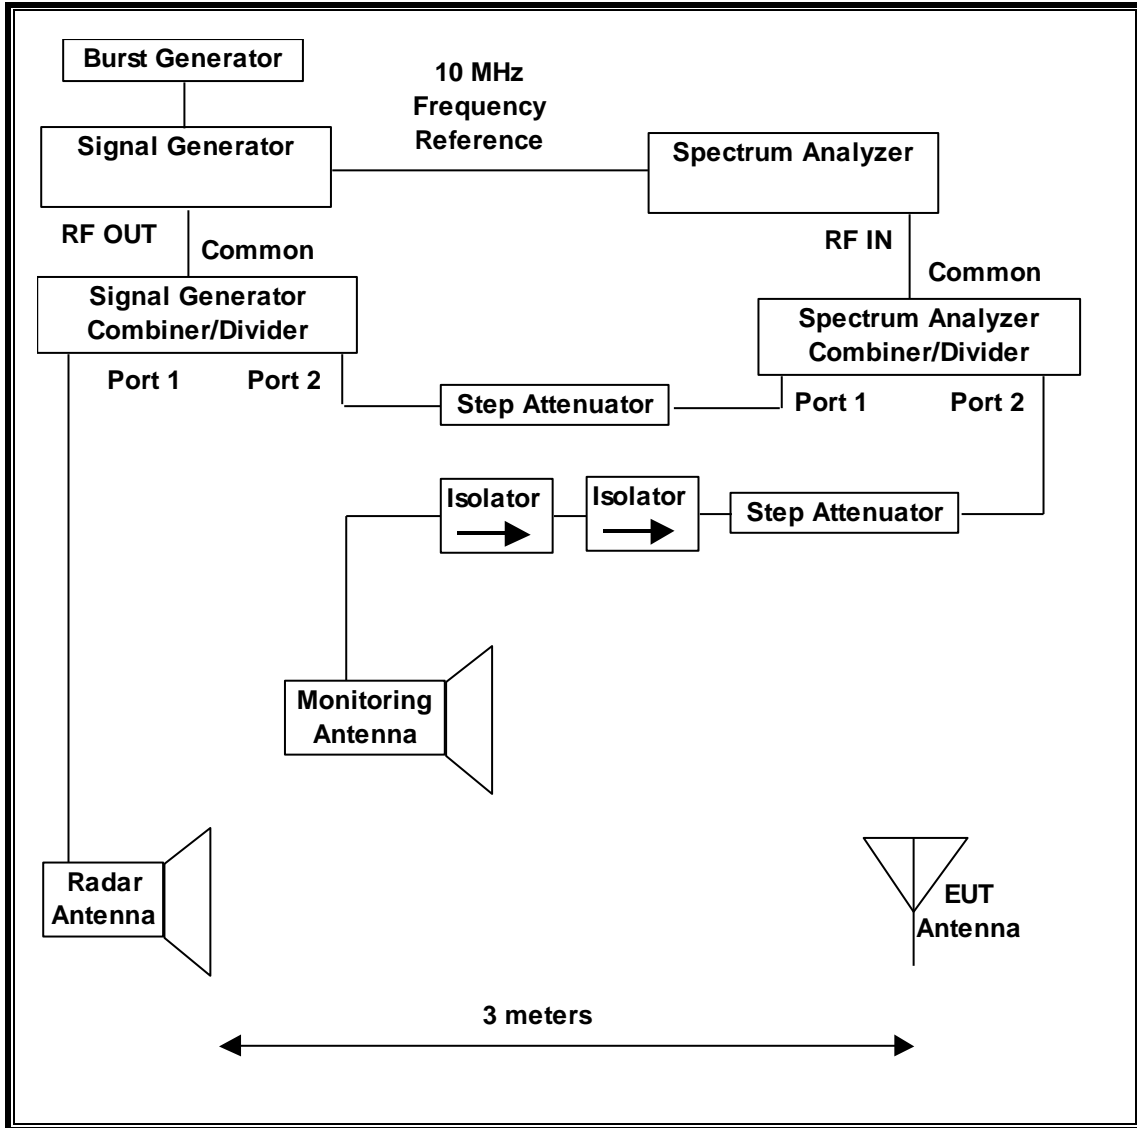 Burst Generator
10 MHz
Frequency
Reference
Signal Generator
Spectrum Analyzer
RF OUT
Common
RF IN
Common
Signal Generator
Combiner/Divider
Spectrum Analyzer
Combiner/Divider
Port 1
Port 2
Step Attenuator
Port 1
Port 2
Isolator
Isolator
Step Attenuator
Monitoring
Antenna
Radar
Antenna
EUT
Antenna
3 meters